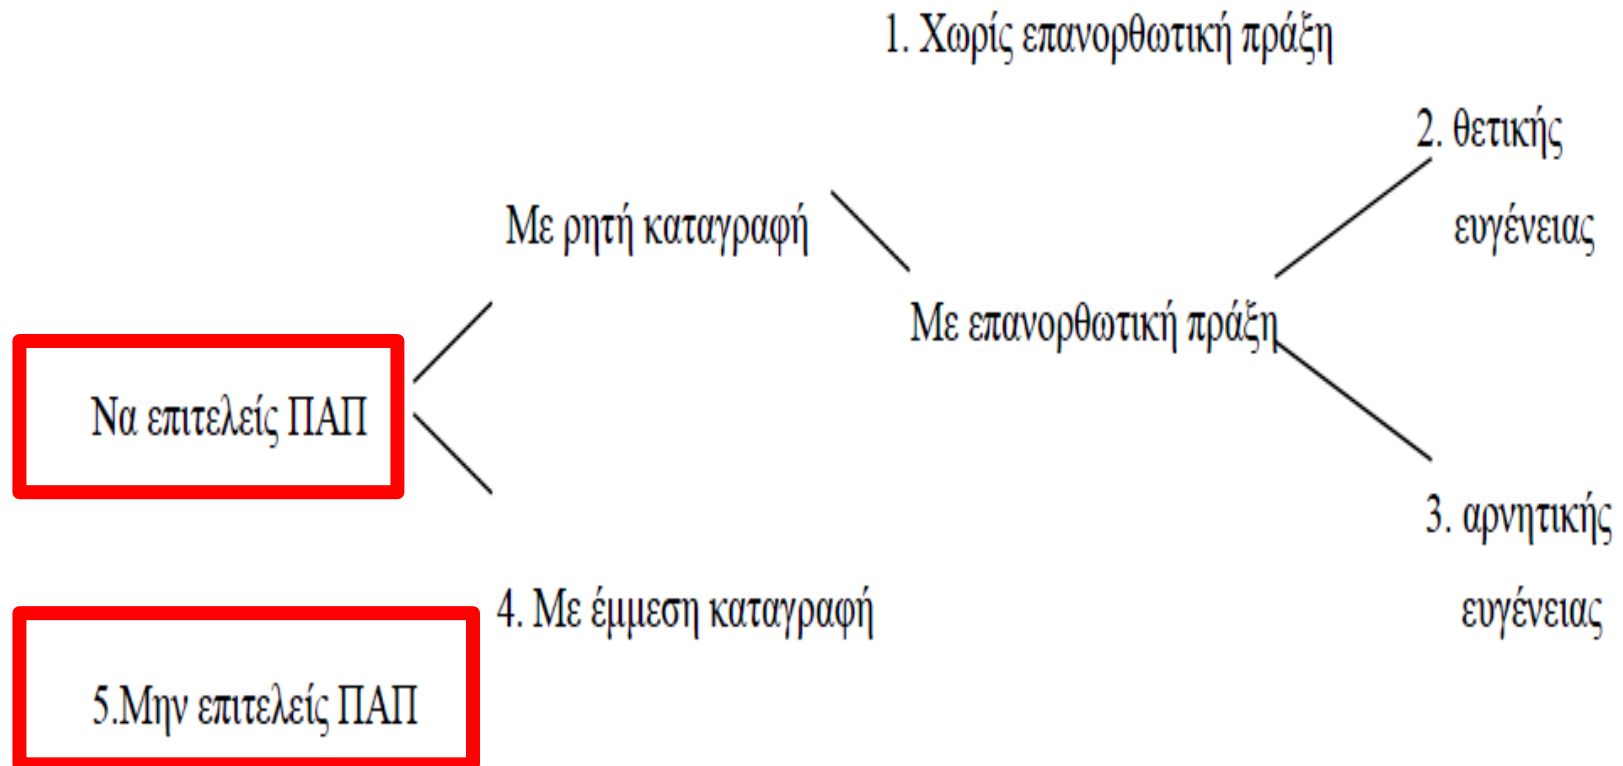 1. Χωρίς επανορθωτική πράξη
2. θετικής
ευγένειας
Με ρητή καταγραφή
Με επανορθωτική πράξη
Να επιτελείς ΠΑΠ
3. αρνητικής
ευγένειας
4. Με έμμεση καταγραφή
5.Μην επιτελείς ΠΑΠ